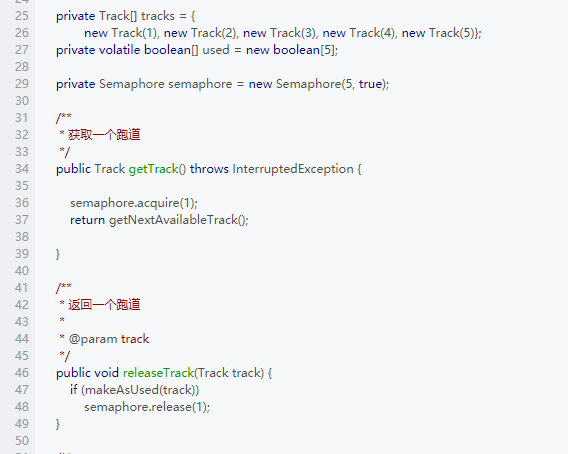 25 private Track[] tracks = {
26 new Track(1), new Track(2), new Track(3), new Track(4), new Track(5)};
27 private volatile boolean[] used = new boolean[5];
28
29 private Semaphore semaphore = new Semaphore(5, true);
30
31 /**
32 * 获取一个跑道
33 */
34 public Track getTrack() throws InterruptedException {
35
36 semaphore.acquire(1);
37 return getNextAvailableTrack();
38
39 }
40
41 /**
42 * 返回一个跑道
43 *
44 * @param track
45 */
46 public void releaseTrack(Track track) {
47 if (makeAsUsed(track))
48 semaphore.release(1);
49 }
50